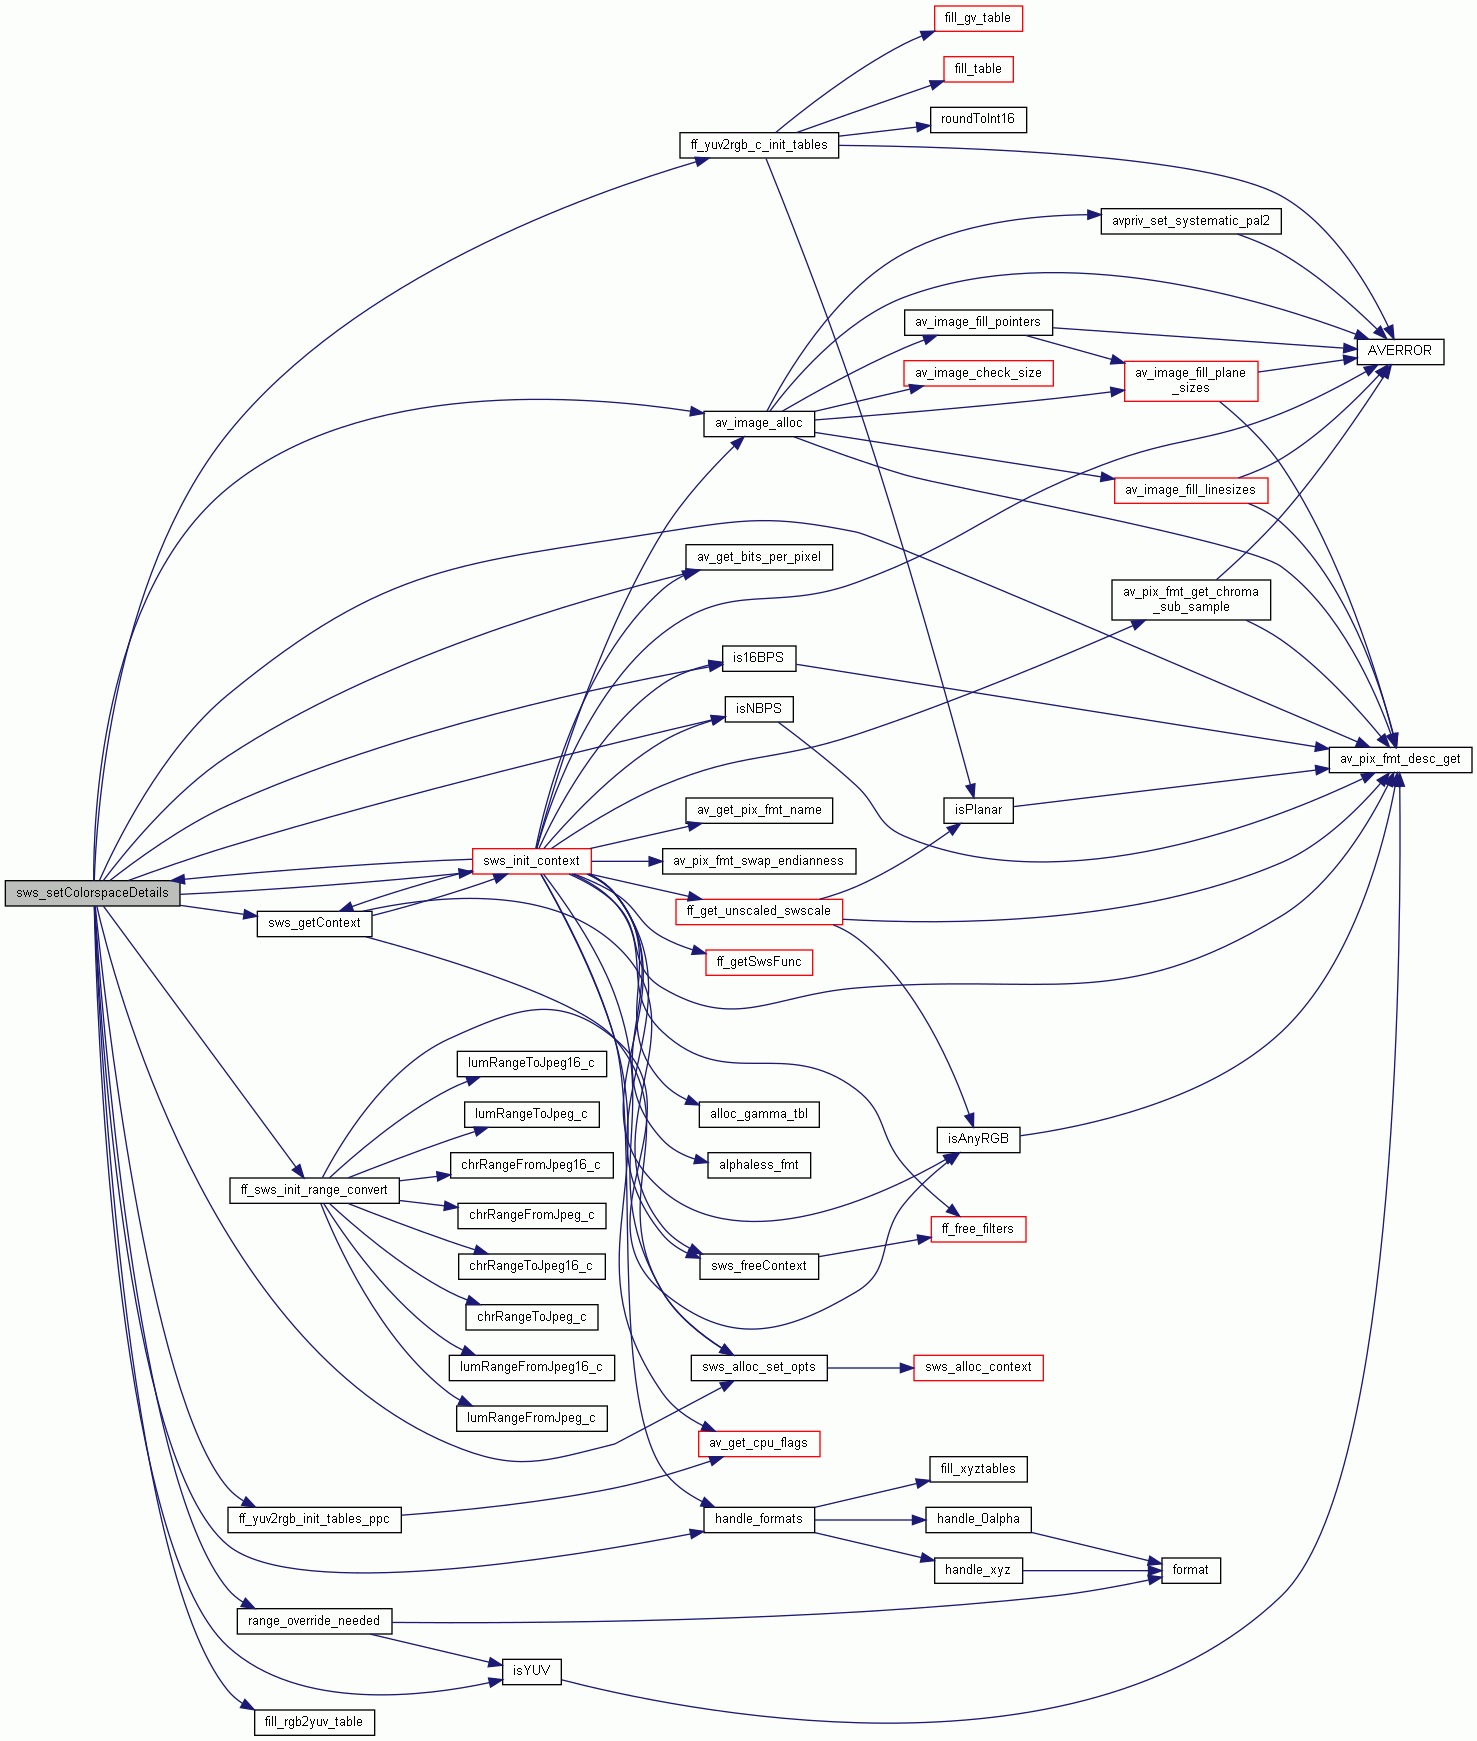 fill_gv_table
fill_table
roundToInt16
ff_yuv2rgb_c_init_tables
avpriv_set_systematic_pal2
av_image_fill_pointers
AVERROR
av_image_check_size
av_image_fill_plane
_sizes
av_image_alloc
av_image_fill_linesizes
av_get_bits_per_pixel
av_pix_fmt_get_chroma
_sub_sample
is16BPS
isNBPS
av_pix_fmt_desc_get
av_get_pix_fmt_name
isPlanar
sws_init_context
av_pix_fmt_swap_endianness
sws_setColorspaceDetails
ff_get_unscaled_swscale
sws_getContext
ff_getSwsFunc
lumRangeToJpeg16_c
lumRangeToJpeg_c
alloc_gamma_tbl
isAnyRGB
chrRangeFromJpeg16_c
alphaless_fmt
ff_sws_init_range_convert
chrRangeFromJpeg_c
ff_free_filters
chrRangeToJpeg16_c
sws_freeContext
chrRangeToJpeg_c
lumRangeFromJpeg16_c
sws_alloc_set_opts
sws_alloc_context
lumRangeFromJpeg_c
av_get_cpu_flags
fill_xyztables
ff_yuv2rgb_init_tables_ppc
handle_formats
handle_0alpha
handle_xyz
format
range_override_needed
isYUV
fill_rgb2yuv_table